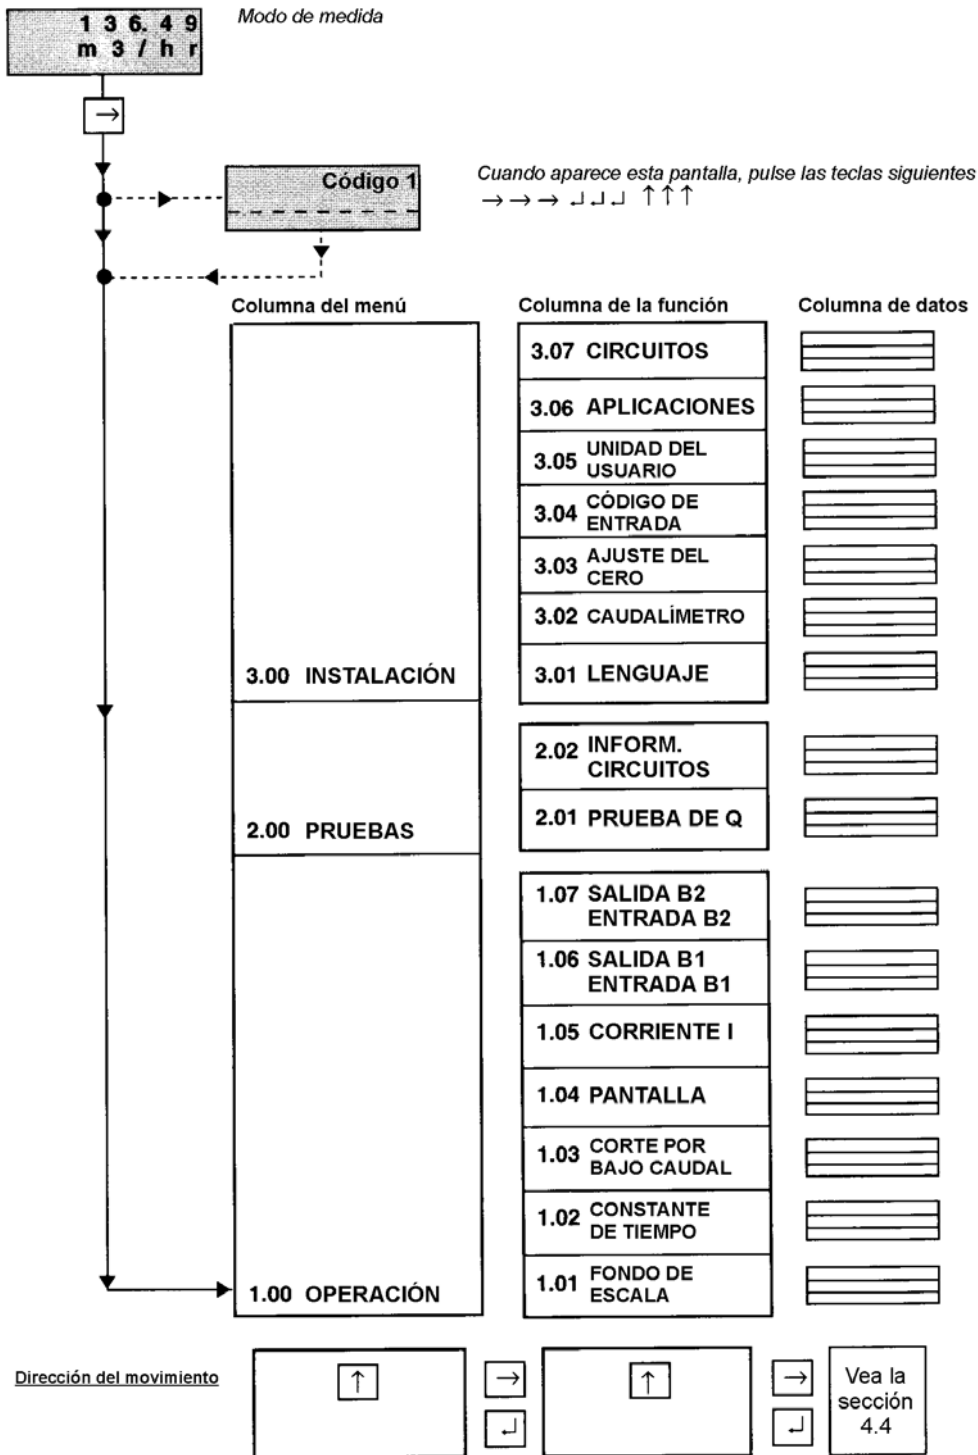 1 3 6. 4 9
m 3 / h r
Modo de medida
→
Código 1
Cuando aparece esta pantalla, pulse las teclas siguientes
→ → → ↵ ↵ ↵ ↑ ↑ ↑
Columna del menú
Columna de la función
Columna de datos
3.07 CIRCUITOS
3.06 APLICACIONES
3.05 UNIDAD DEL
USUARIO
3.04 CÓDIGO DE
ENTRADA
3.03 AJUSTE DEL
CERO
3.02 CAUDALÍMETRO
3.00 INSTALACIÓN
3.01 LENGUAJE
2.02 INFORM.
CIRCUITOS
2.00 PRUEBAS
2.01 PRUEBA DE Q
1.07 SALIDA B2
ENTRADA B2
1.06 SALIDA B1
ENTRADA B1
1.05 CORRIENTE I
1.04 PANTALLA
1.03 CORTE POR
BAJO CAUDAL
1.02 CONSTANTE
DE TIEMPO
1.00 OPERACIÓN
1.01 FONDO DE
ESCALA
Dirección del movimiento
↑
→
↵
↑
→
↵
Vea la
sección
4.4